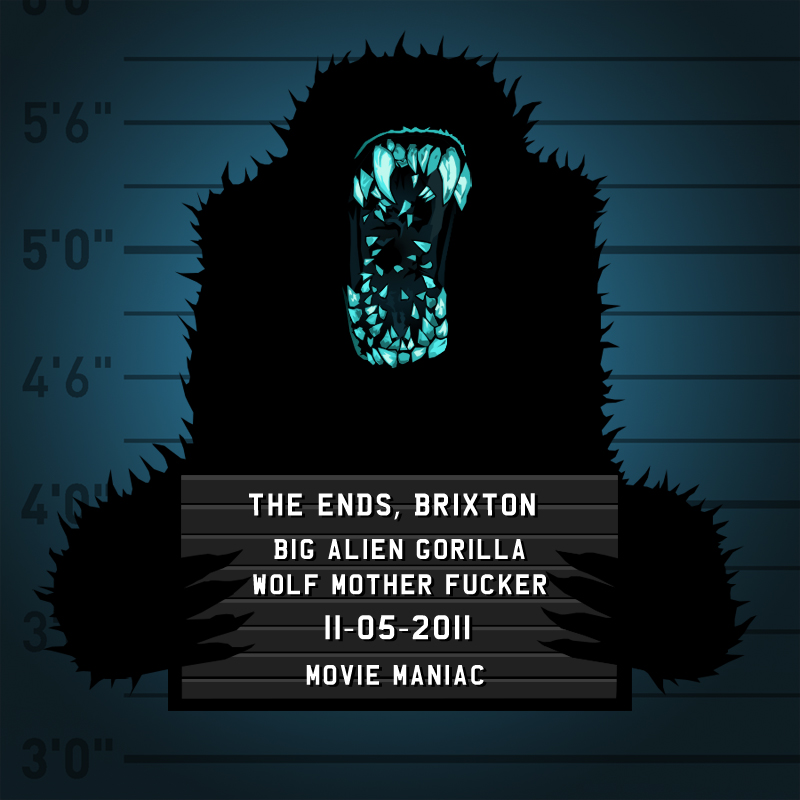 5'6"
5'0"
4'6"
4'0"
3'0"
THE ENDS, BRIXTON
BIG ALIEN GORILLA
WOLF MOTHER FUCKER
11-05-2011
MOVIE MANIAC